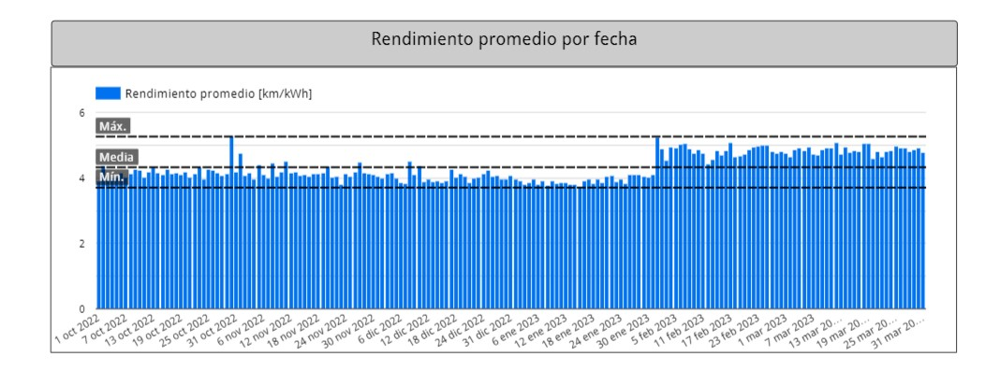 Rendimiento promedio por fecha
Rendimiento promedio [km/kWh]
6
Máx.
Media
4
Mín.
2
0
1 oct 2022
7 oct 2022
13 oct 2022
19 oct 2022
25 oct 2022
31 oct 2022
6 nov 2022
12 nov 2022
18 nov 2022
24 nov 2022
30 nov 2022
6 dic 2022
12 dic 2022
18 dic 2022
24 dic 2022
31 dic 2022
6 ene 2023
12 ene 2023
18 ene 2023
24 ene 2023
30 ene 2023
5 feb 2023
11 feb 2023
17 feb 2023
23 feb 2023
1 mar 2023
7 mar 2023
13 mar 20…
19 mar 20…
25 mar 20…
31 mar 20…